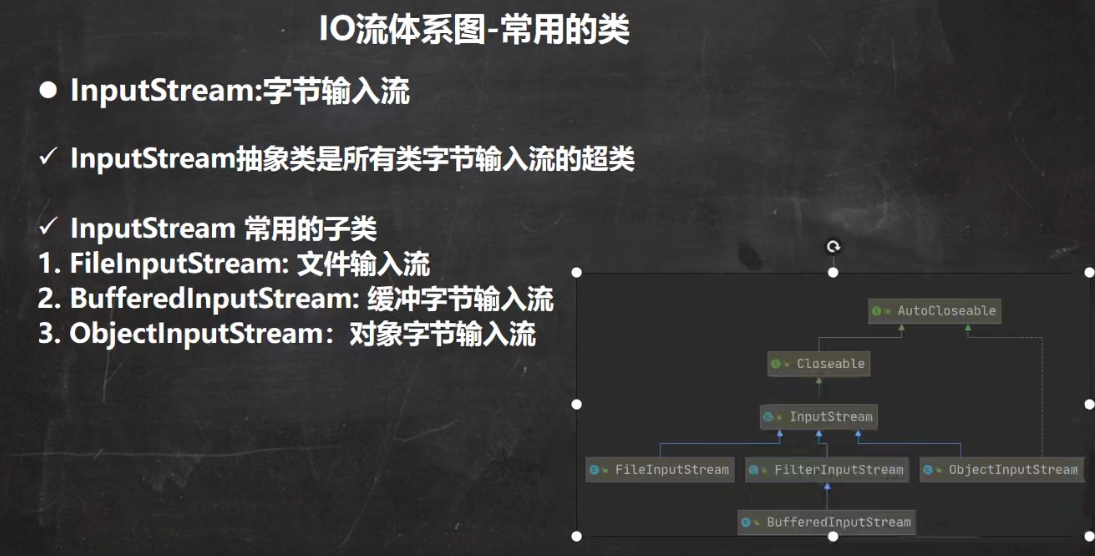 IO流体系图-常用的类
● InputStream:字节输入流
✓ InputStream抽象类是所有类字节输入流的超类
✓ InputStream 常用的子类
1. FileInputStream: 文件输入流
2. BufferedInputStream: 缓冲字节输入流
3. ObjectInputStream：对象字节输入流
AutoCloseable
Closeable
InputStream
FileInputStream
FilterInputStream
ObjectInputStream
BufferedInputStream